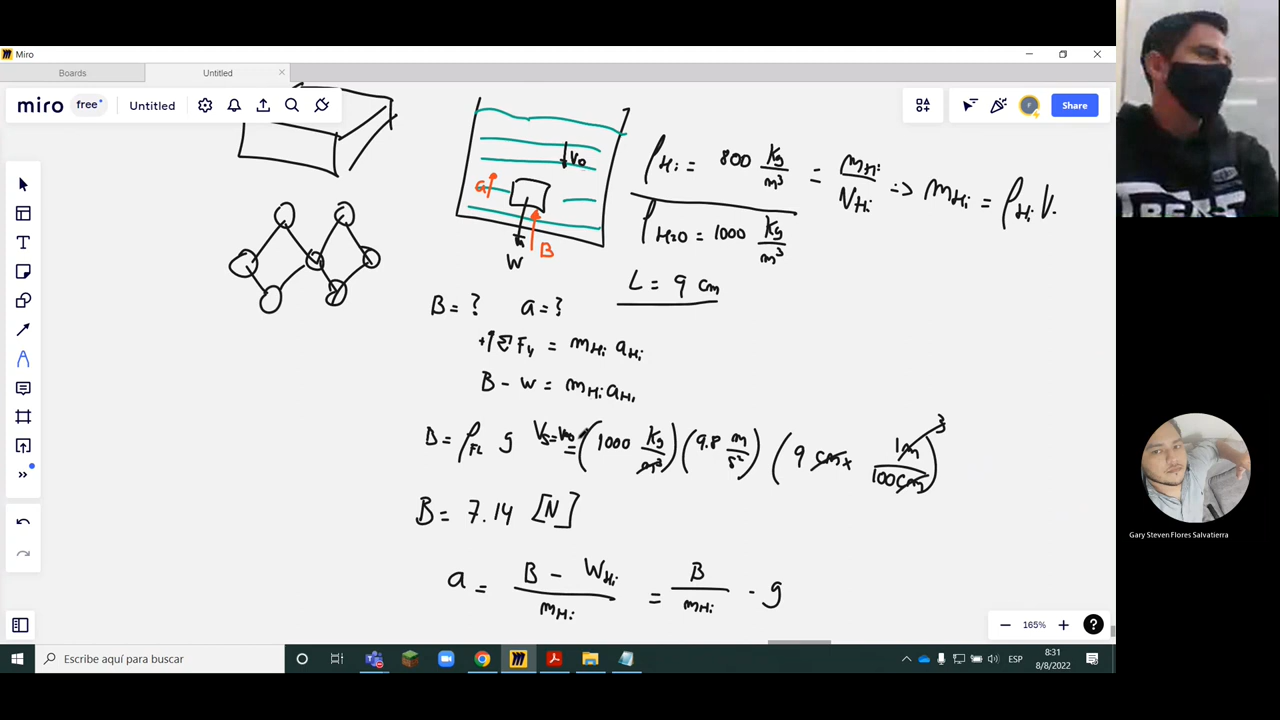 Miro
Boards
Untitled
miro free
Untitled
Share
V₀
a
W
B
ρHi = 800 kg/m³ = mHi/VHi => mHi = ρHi V.
ρH2O = 1000 kg/m³
L = 9 cm
B = ? a = ?
+↑ΣFy = mHi aHi
B - W = mHi aHi
B = ρFL g (1000 kg/m³)(9.8 m/s²)(9 cm x 1m/100cm)³
B = 7.14 [N]
a = B - WHi/mHi = B/mHi - g
Gary Steven Flores Salvatierra
165%
Escribe aquí para buscar
ESP
8:31
8/8/2022